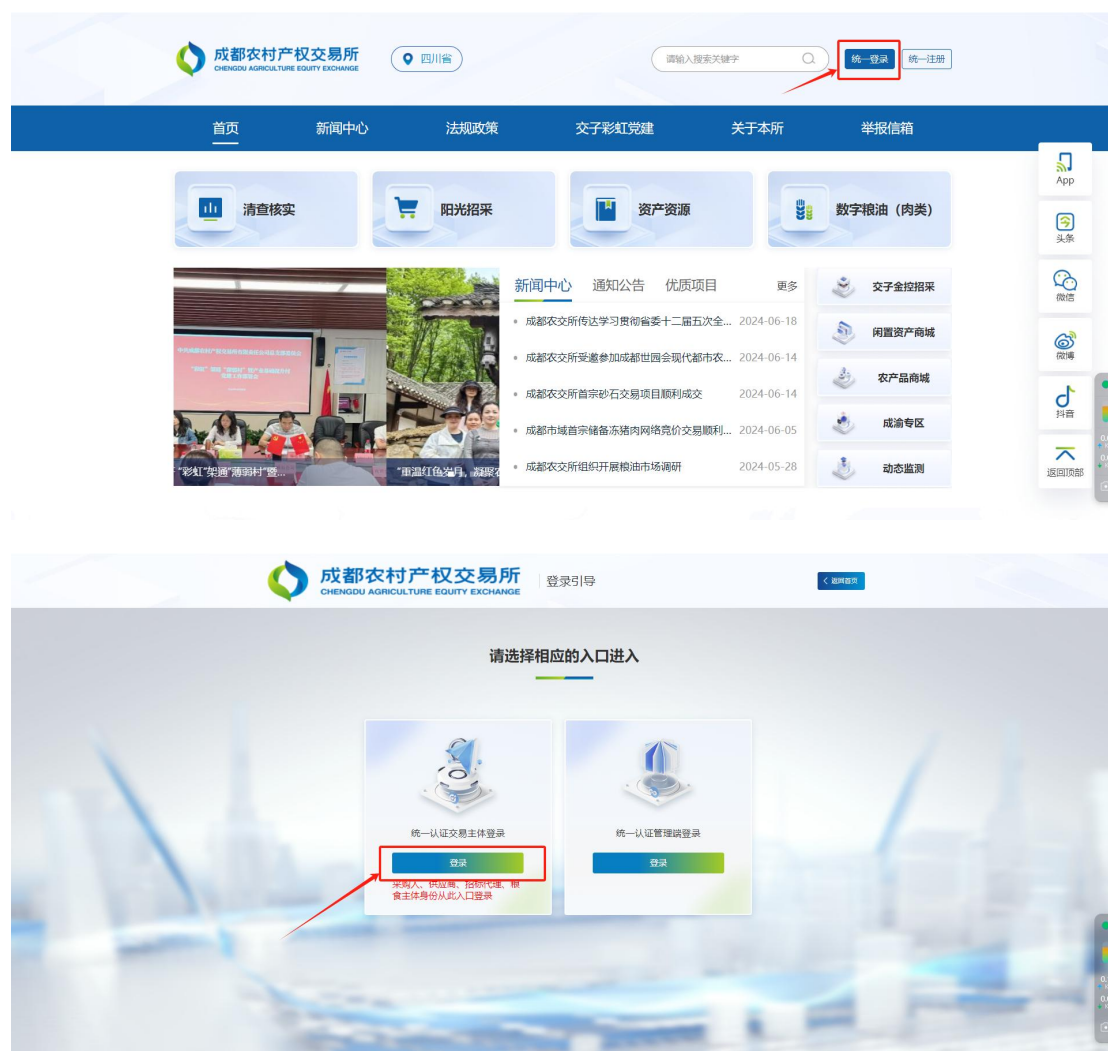 成都农村产权交易所
CHENGDU AGRICULTURE EQUITY EXCHANGE
四川省
请输入搜索关键字
统一登录
统一注册
首页
新闻中心
法规政策
交子彩虹党建
关于本所
举报信箱
清查核实
阳光招采
资产资源
数字粮油（肉类）
"彩虹"架通"薄弱村"暨...
"重温红色岁月，凝聚
新闻中心
通知公告
优质项目
更多
成都农交所传达学习贯彻省委十二届五次全... 2024-06-18
成都农交所受邀参加成都世园会现代都市农... 2024-06-14
成都农交所首宗砂石交易项目顺利成交 2024-06-14
成都市域首宗储备冻猪肉网络竞价交易顺利... 2024-06-05
成都农交所组织开展粮油市场调研 2024-05-28
交子金控招采
闲置资产商城
农产品商城
成渝专区
动态监测
App
头条
微信
微博
抖音
返回顶部
成都农村产权交易所
CHENGDU AGRICULTURE EQUITY EXCHANGE
登录引导
返回首页
请选择相应的入口进入
统一认证交易主体登录
登录
采购人、供应商、招标代理、粮
食主体身份从此入口登录
统一认证管理端登录
登录